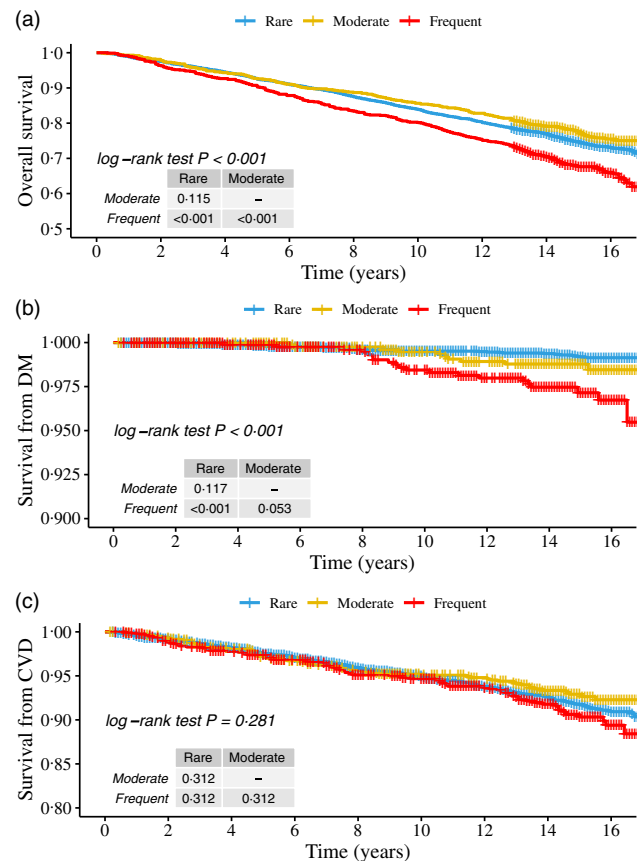 (a)
Rare Moderate Frequent
Overall survival
1·0
0·9
0·8
0·7
0·6
0·5
log–rank test P < 0·001
Rare Moderate
Moderate 0·115 –
Frequent <0·001 <0·001
0 2 4 6 8 10 12 14 16
Time (years)
(b)
Rare Moderate Frequent
Survival from DM
1·000
0·975
0·950
0·925
0·900
log–rank test P < 0·001
Rare Moderate
Moderate 0·117 –
Frequent <0·001 0·053
0 2 4 6 8 10 12 14 16
Time (years)
(c)
Rare Moderate Frequent
Survival from CVD
1·00
0·95
0·90
0·85
0·80
log–rank test P = 0·281
Rare Moderate
Moderate 0·312 –
Frequent 0·312 0·312
0 2 4 6 8 10 12 14 16
Time (years)